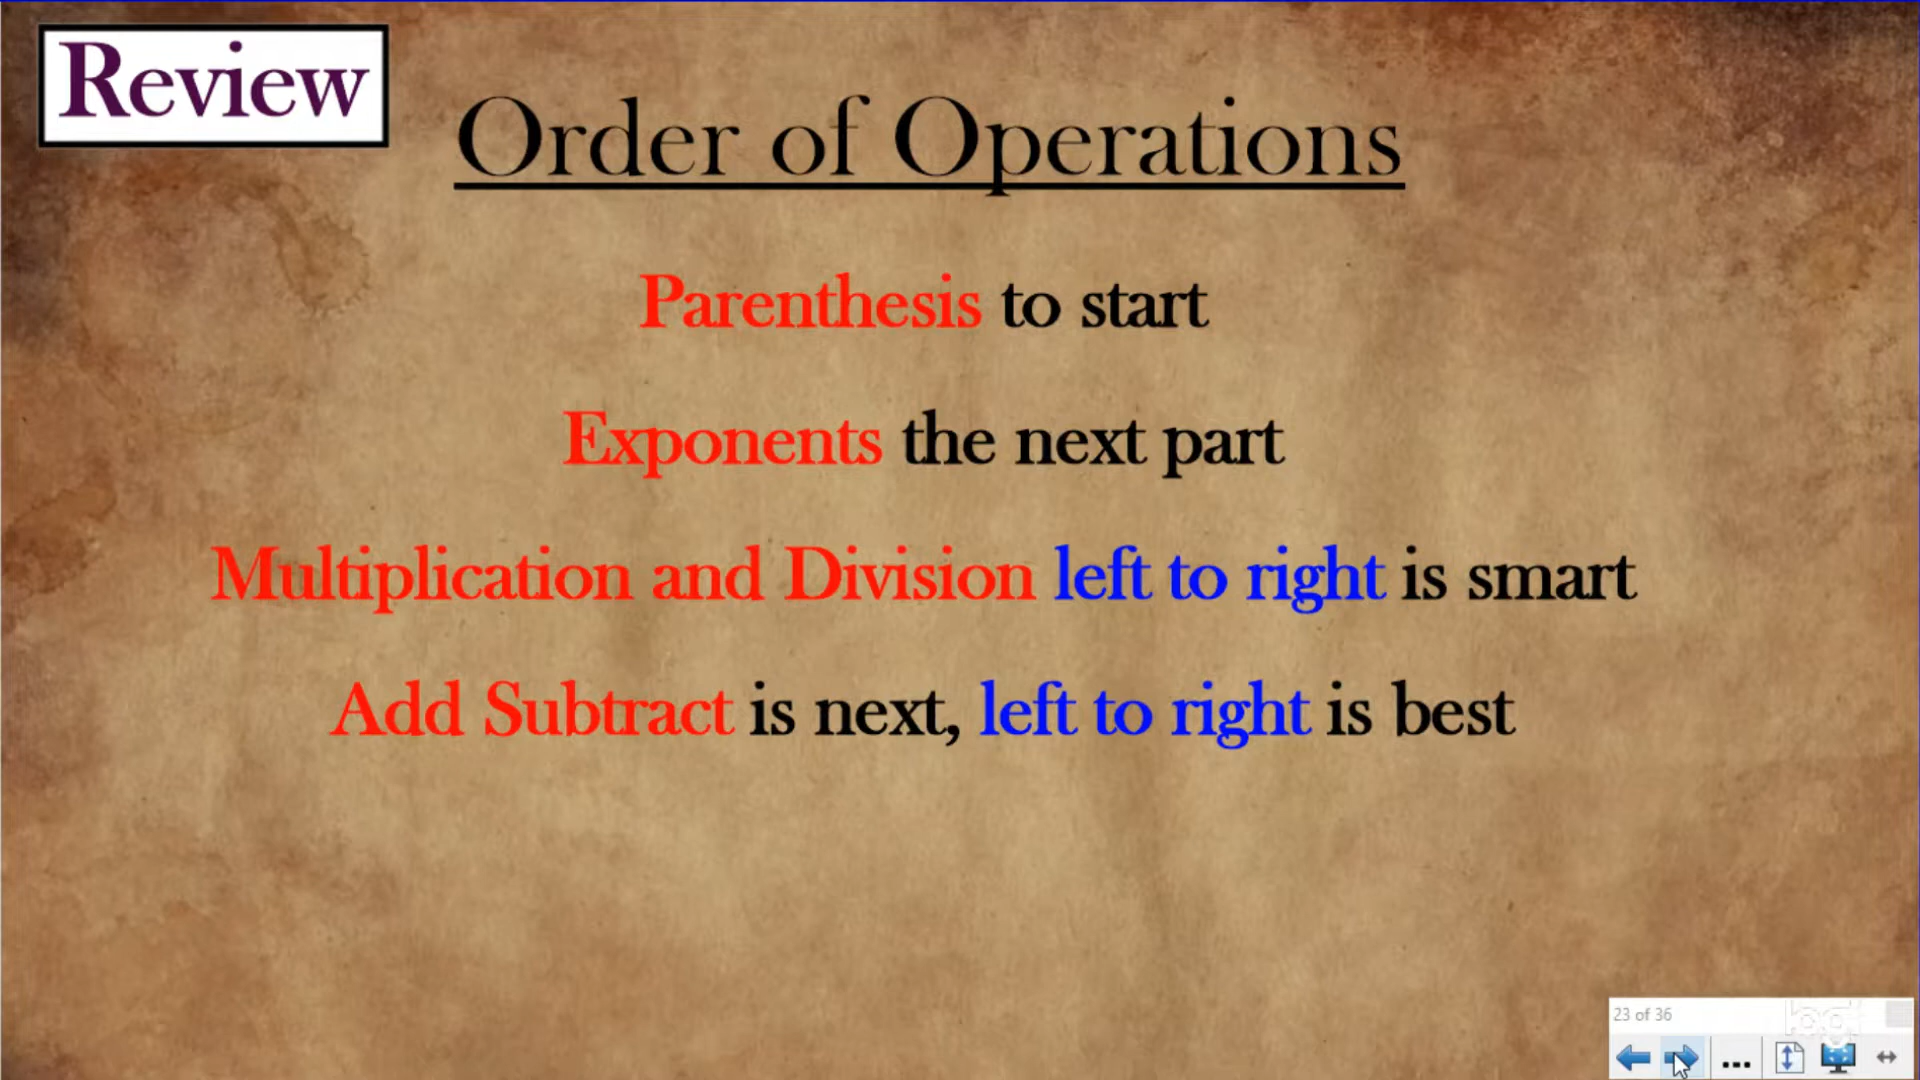 Review
Order of Operations
Parenthesis to start
Exponents the next part
Multiplication and Division left to right is smart
Add Subtract is next, left to right is best
23 of 36